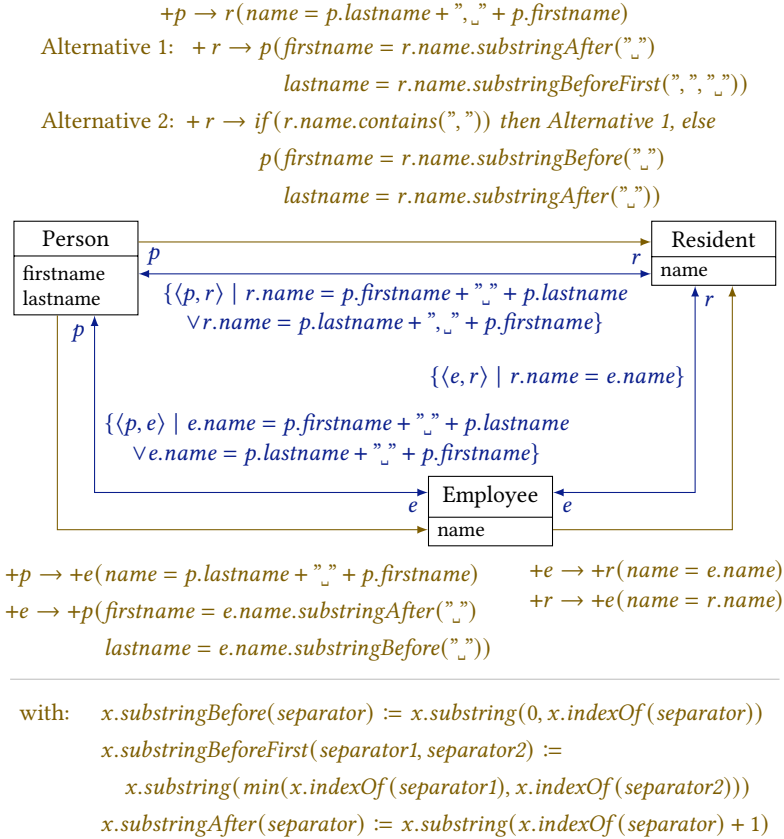 +p → r(name = p.lastname + ”,␣” + p.firstname)
Alternative 1: + r → p(firstname = r.name.substringAfter(”␣”)
lastname = r.name.substringBeforeFirst(”, ”, ”␣”))
Alternative 2: + r → if (r.name.contains(”, ”)) then Alternative 1, else
p(firstname = r.name.substringBefore(”␣”)
lastname = r.name.substringAfter(”␣”))
Person
firstname
lastname
Resident
name
p
r
{⟨p, r⟩ | r.name = p.firstname + ”␣” + p.lastname
∨r.name = p.lastname + ”,␣” + p.firstname}
p
r
{⟨e, r⟩ | r.name = e.name}
{⟨p, e⟩ | e.name = p.firstname + ”␣” + p.lastname
∨e.name = p.lastname + ”␣” + p.firstname}
e
Employee
name
e
+p → +e(name = p.lastname + ”␣” + p.firstname)
+e → +p(firstname = e.name.substringAfter(”␣”)
lastname = e.name.substringBefore(”␣”))
+e → +r(name = e.name)
+r → +e(name = r.name)
with: x.substringBefore(separator) ≔ x.substring(0, x.indexOf (separator))
x.substringBeforeFirst(separator1, separator2) ≔
x.substring(min(x.indexOf (separator1), x.indexOf (separator2)))
x.substringAfter(separator) ≔ x.substring(x.indexOf (separator) + 1)